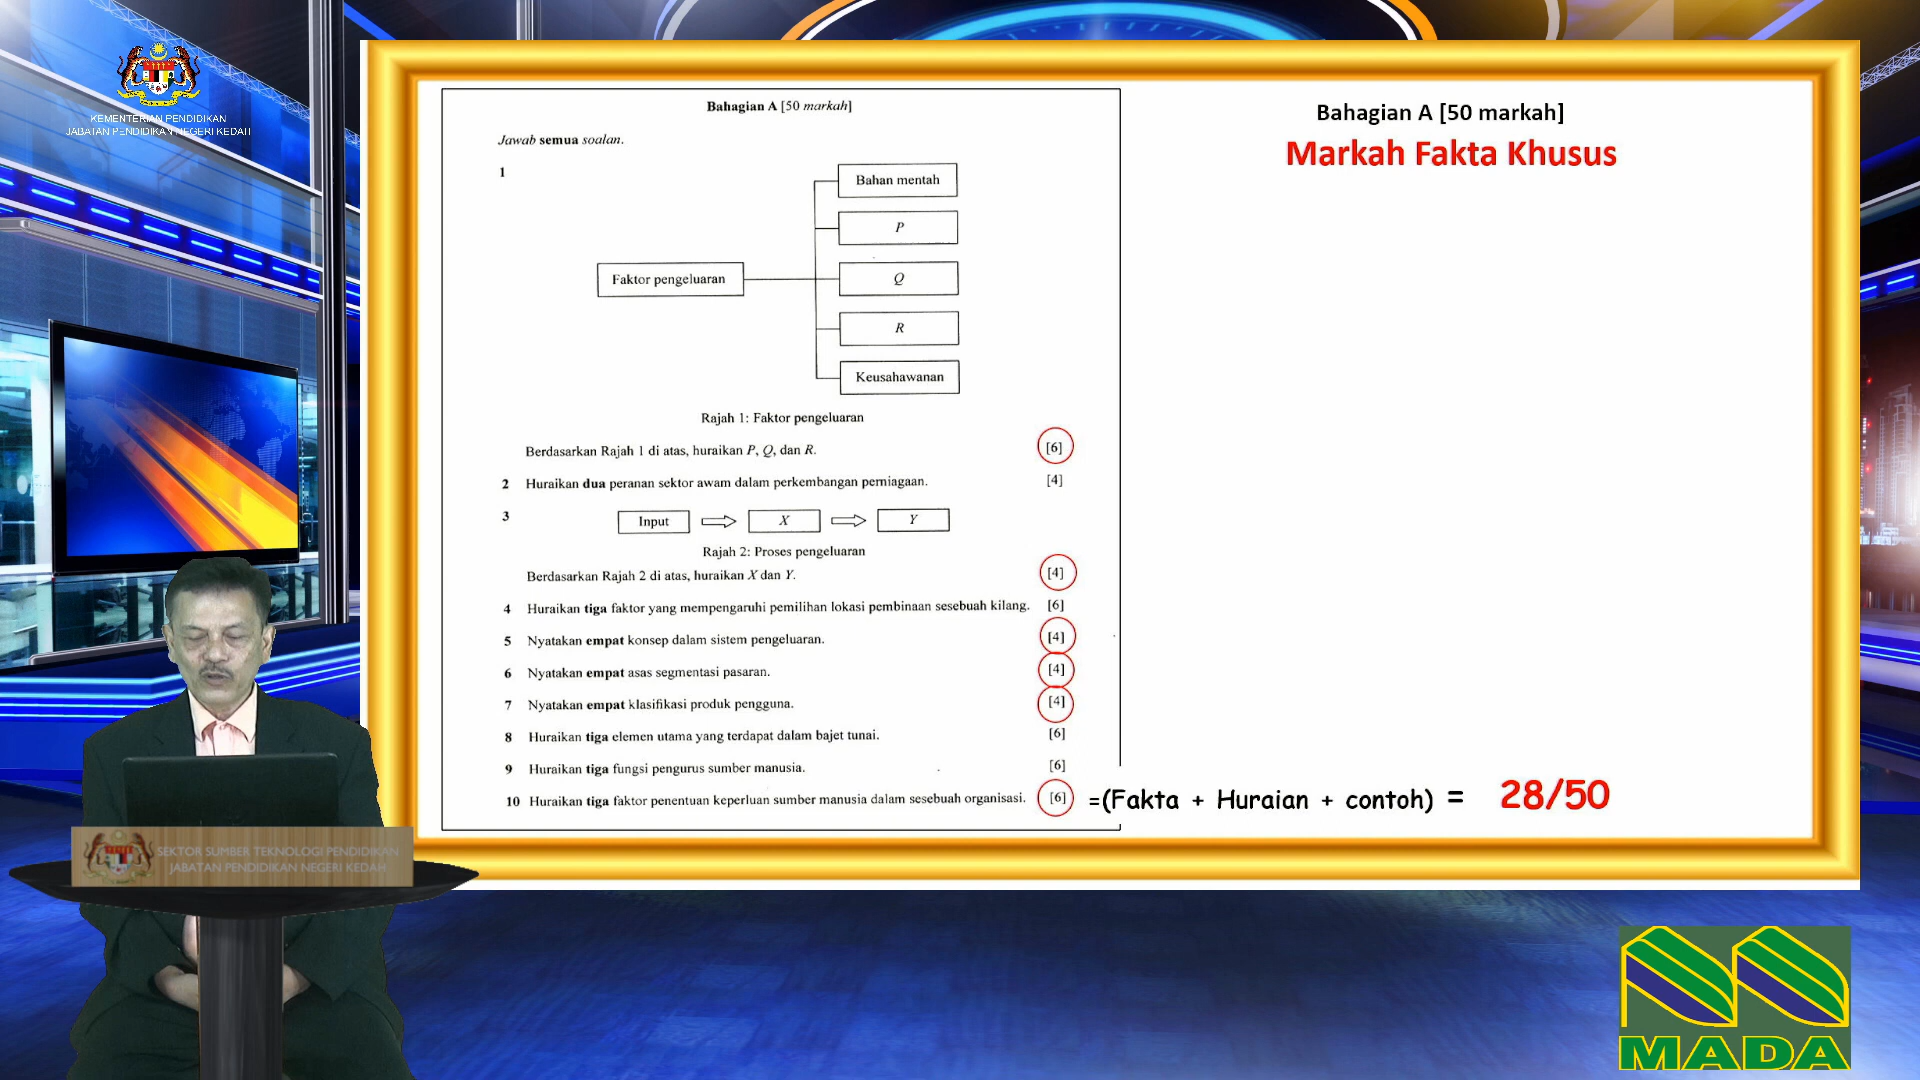 KEMENTERIAN PENDIDIKAN
JABATAN PENDIDIKAN NEGERI KEDAH
Bahagian A [50 markah]
Jawab semua soalan.
1
Bahan mentah
P
Faktor pengeluaran
Q
R
Keusahawanan
Rajah 1: Faktor pengeluaran
Berdasarkan Rajah 1 di atas, huraikan P, Q, dan R. [6]
2 Huraikan dua peranan sektor awam dalam perkembangan perniagaan. [4]
3
Input X Y
Rajah 2: Proses pengeluaran
Berdasarkan Rajah 2 di atas, huraikan X dan Y. [4]
4 Huraikan tiga faktor yang mempengaruhi pemilihan lokasi pembinaan sesebuah kilang. [6]
5 Nyatakan empat konsep dalam sistem pengeluaran. [4]
6 Nyatakan empat asas segmentasi pasaran. [4]
7 Nyatakan empat klasifikasi produk pengguna. [4]
8 Huraikan tiga elemen utama yang terdapat dalam bajet tunai. [6]
9 Huraikan tiga fungsi pengurus sumber manusia. [6]
10 Huraikan tiga faktor penentuan keperluan sumber manusia dalam sesebuah organisasi. [6] =(Fakta + Huraian + contoh) = 28/50
Bahagian A [50 markah]
Markah Fakta Khusus
SEKTOR SUMBER TEKNOLOGI PENDIDIKAN
JABATAN PENDIDIKAN NEGERI KEDAH
MADA